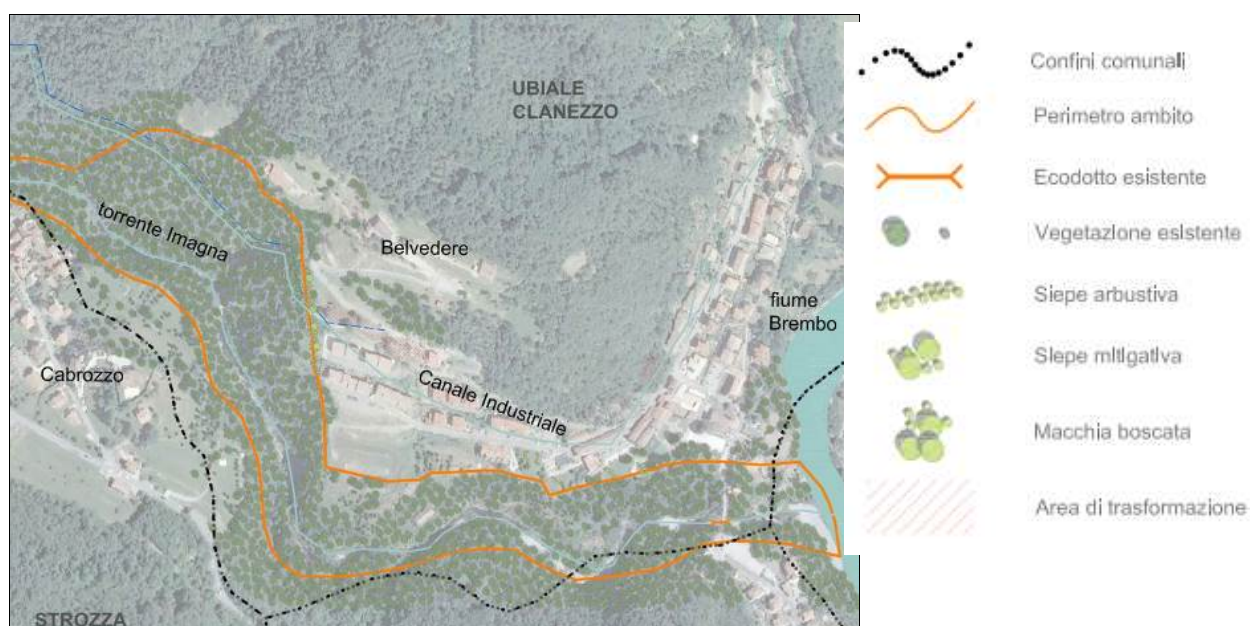 UBIALE
CLANEZZO
torrente Imagna
Belvedere
fiume
Brembo
Cabrozzo
Canale Industriale
STROZZA
Confini comunali
Perimetro ambito
Ecodotto esistente
Vegetazione esistente
Siepe arbustiva
Siepe mitigativa
Macchia boscata
Area di trasformazione